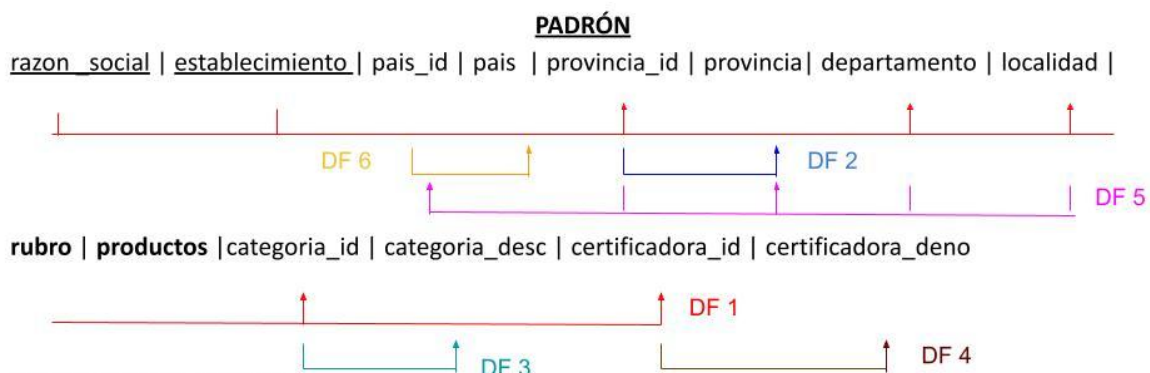 PADRÓN
razon _social | establecimiento | pais_id | pais | provincia_id | provincia| departamento | localidad |
DF 6
DF 2
DF 5
rubro | productos |categoria_id | categoria_desc | certificadora_id | certificadora_deno
DF 1
DF 3
DF 4